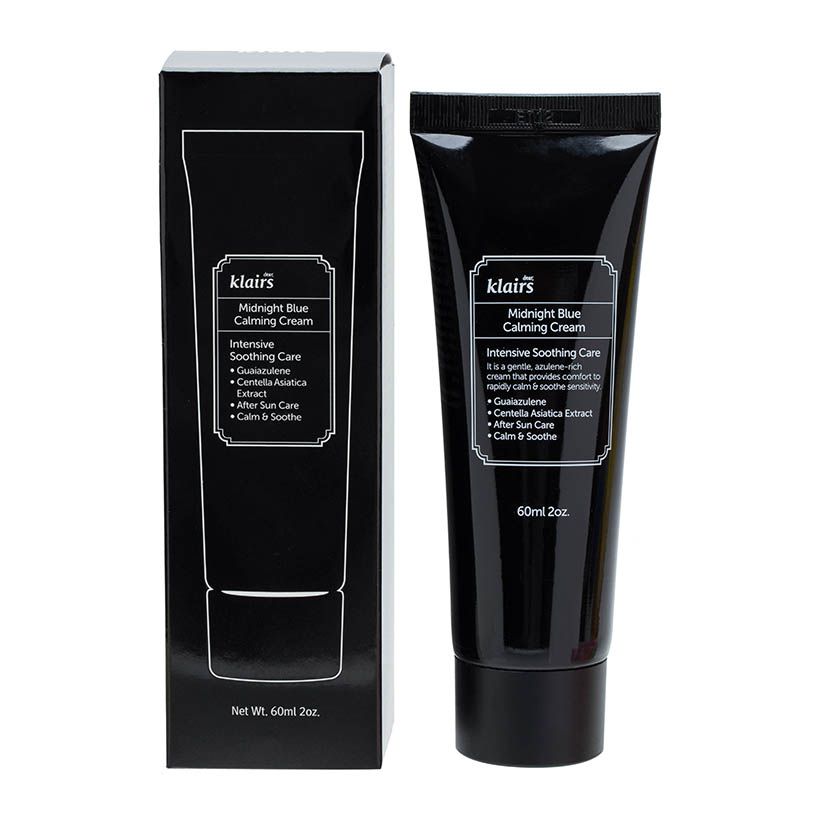 dear,
klairs
Midnight Blue
Calming Cream
Intensive
Soothing Care
• Guaiazulene
• Centella Asiatica
Extract
• After Sun Care
• Calm & Soothe
Net Wt. 60ml 2oz.
dear,
klairs
Midnight Blue
Calming Cream
Intensive Soothing Care
It is a gentle, azulene-rich
cream that provides comfort to
rapidly calm & soothe sensitivity.
• Guaiazulene
• Centella Asiatica Extract
• After Sun Care
• Calm & Soothe
60ml 2oz.